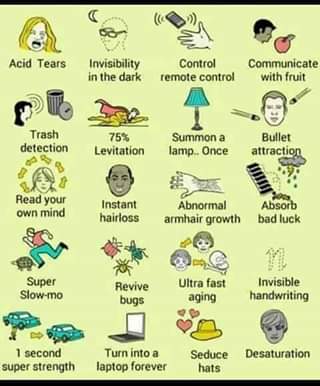 Acid Tears
Invisibility
in the dark
Control
remote control
Communicate
with fruit
Trash
detection
75%
Levitation
Summon a
lamp.. Once
Bullet
attraction
Read your
own mind
Instant
hairloss
Abnormal
armhair growth
Absorb
bad luck
Super
Slow-mo
Revive
bugs
Ultra fast
aging
Invisible
handwriting
1 second
super strength
Turn into a
laptop forever
Seduce
hats
Desaturation